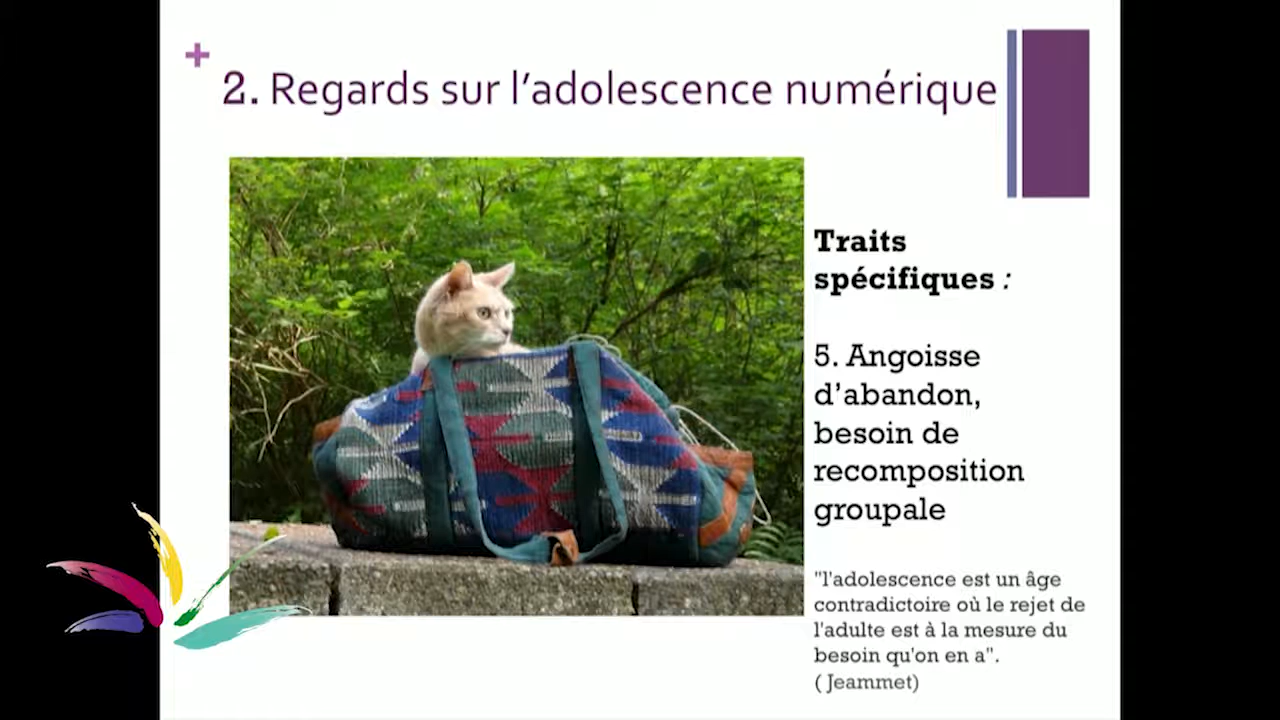 +
2. Regards sur l’adolescence numérique
Traits
spécifiques :
5. Angoisse
d’abandon,
besoin de
recomposition
groupale
"l'adolescence est un âge
contradictoire où le rejet de
l'adulte est à la mesure du
besoin qu'on en a".
( Jeammet)